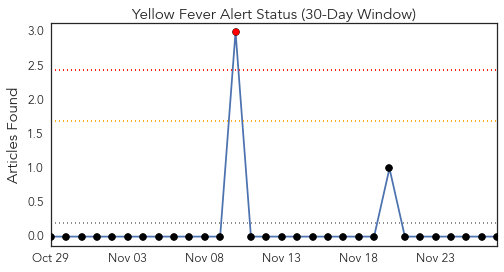 Yellow Fever Alert Status (30-Day Window)
Articles Found
3.0
2.5
2.0
1.5
1.0
0.5
0.0
Oct 29 Nov 03 Nov 08 Nov 13 Nov 18 Nov 23